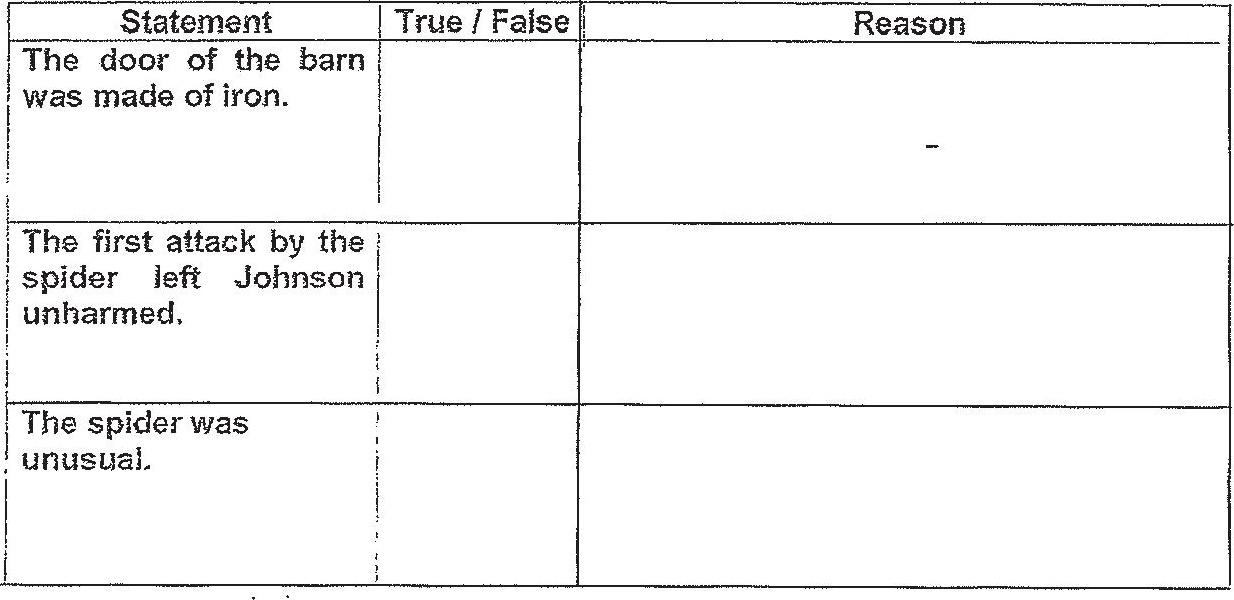 Statement True / False Reason
The door of the barn
was made of iron.
The first attack by the
spider left Johnson
unharmed.
The spider was
unusual.